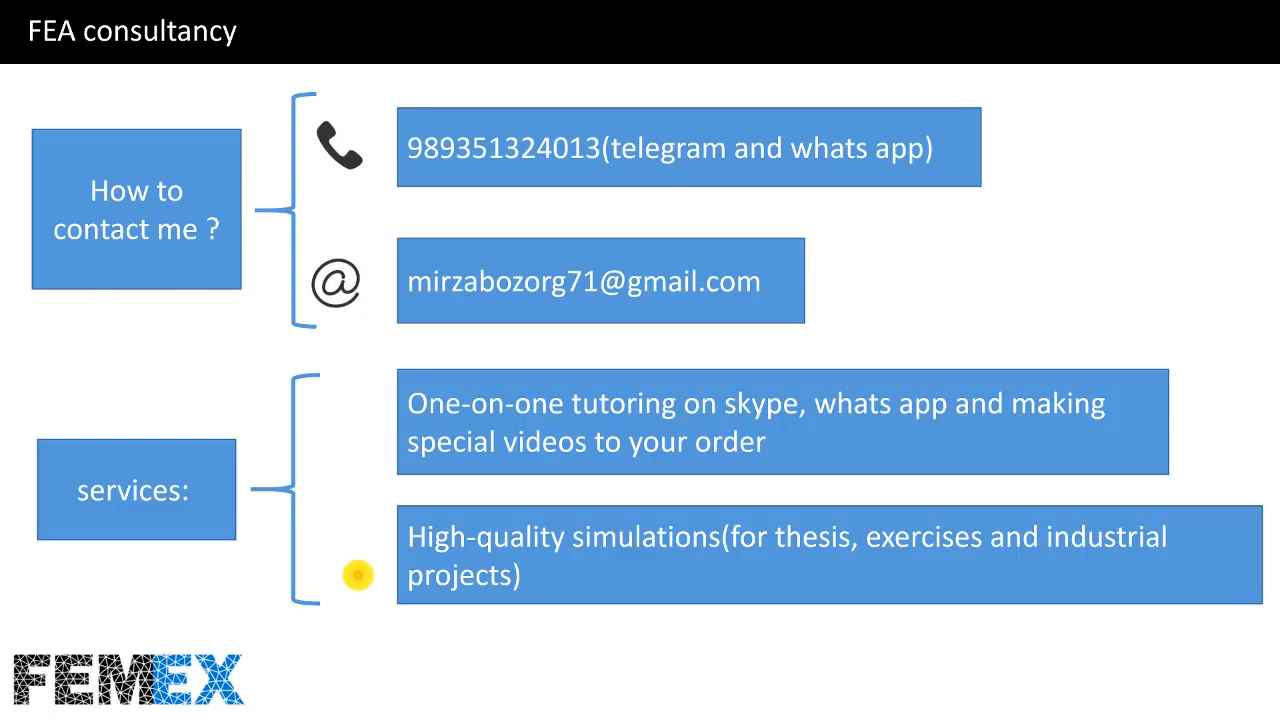 FEA consultancy
How to
contact me ?
989351324013(telegram and whats app)
@
mirzabozorg71@gmail.com
services:
One-on-one tutoring on skype, whats app and making
special videos to your order
High-quality simulations(for thesis, exercises and industrial
projects)
FEMEX